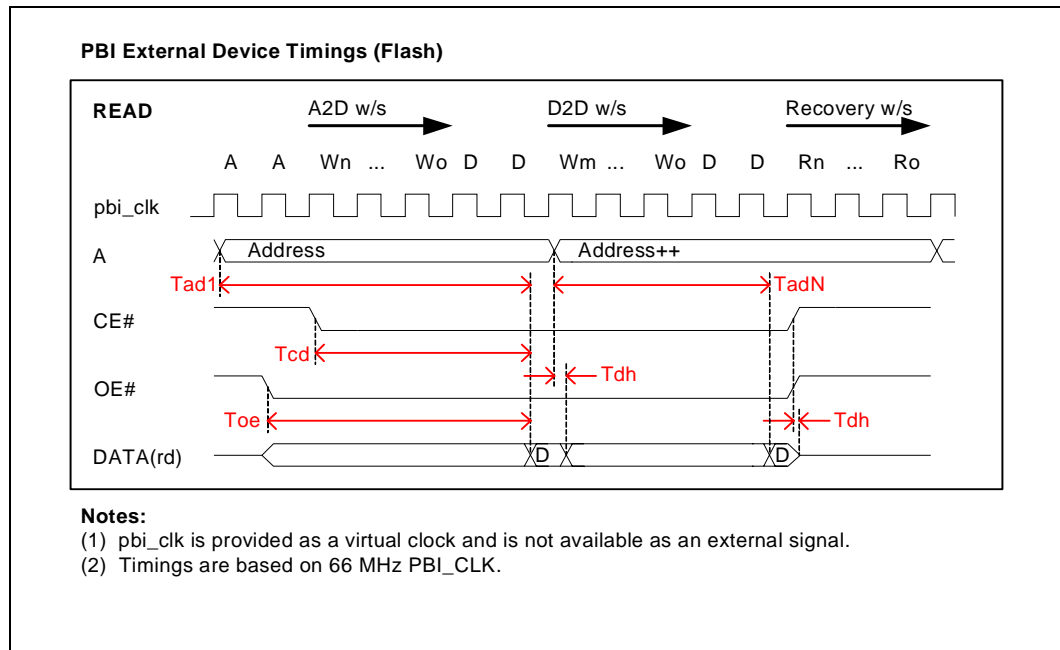 PBI External Device Timings (Flash)
READ
A2D w/s
D2D w/s
Recovery w/s
A A Wn ... Wo D D Wm ... Wo D D Rn ... Ro
pbi_clk
A
Address
Address++
Tad1
TadN
CE#
Tcd
Tdh
OE#
Toe
Tdh
DATA(rd)
D
D
Notes:
(1) pbi_clk is provided as a virtual clock and is not available as an external signal.
(2) Timings are based on 66 MHz PBI_CLK.